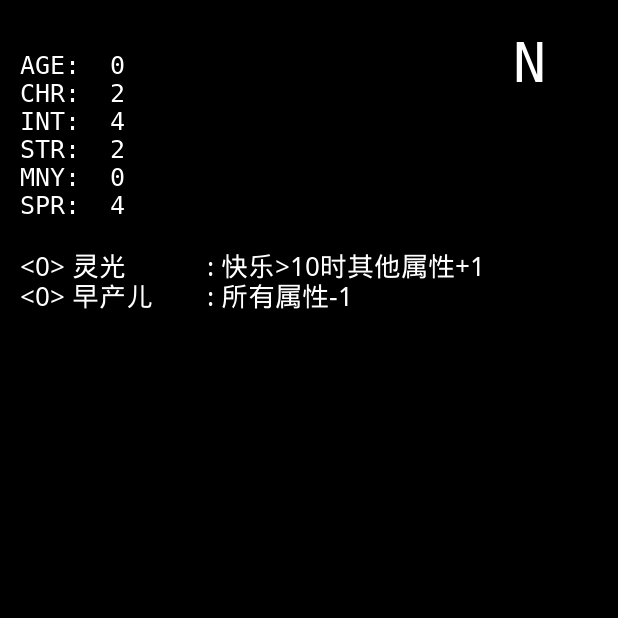 N
AGE: 0
CHR: 2
INT: 4
STR: 2
MNY: 0
SPR: 4
<0> 灵光 : 快乐>10时其他属性+1
<0> 早产儿 : 所有属性-1